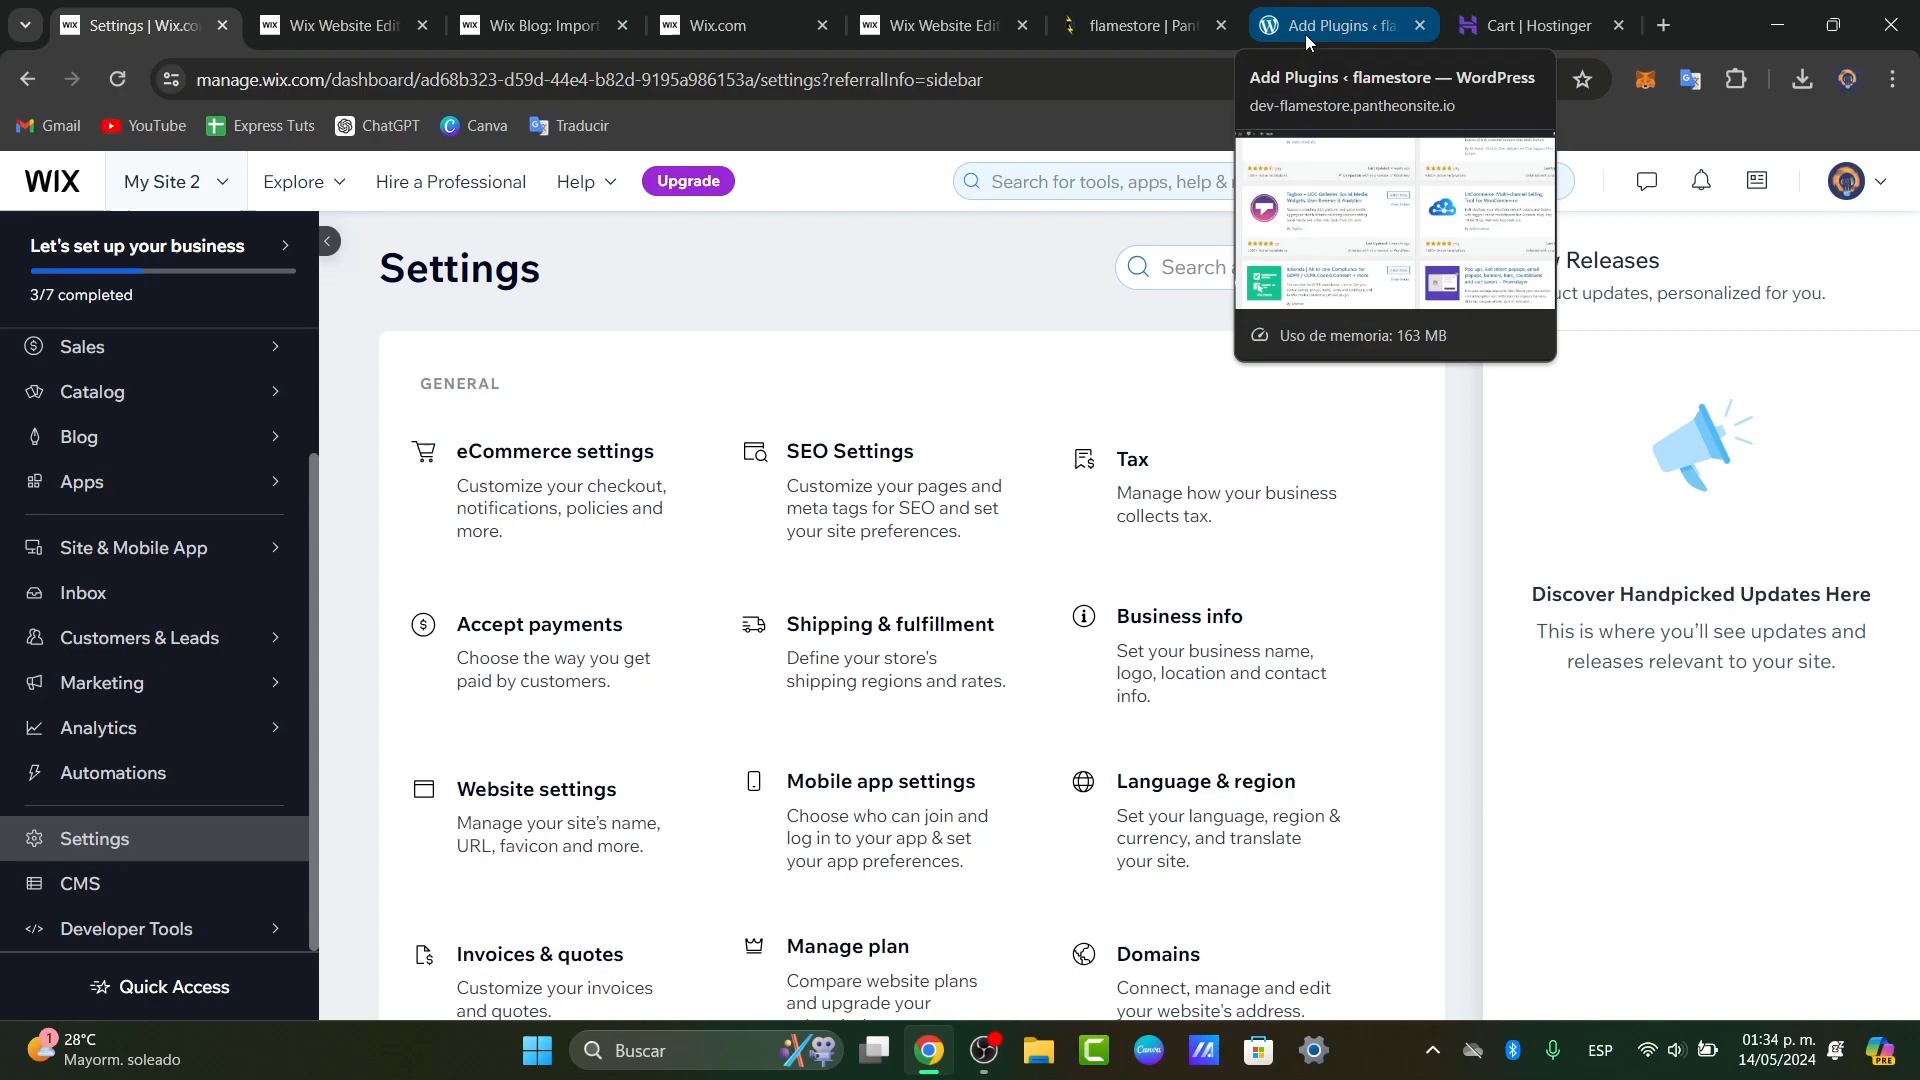 Settings | Wix.co
Wix Website Edit
Wix Blog: Import
Wix.com
Wix Website Edit
flamestore | Pant
Add Plugins ‹ fla
Cart | Hostinger
manage.wix.com/dashboard/ad68b323-d59d-44e4-b82d-9195a986153a/settings?referralInfo=sidebar
Add Plugins ‹ flamestore — WordPress
dev-flamestore.pantheonsite.io
Uso de memoria: 163 MB
Gmail
YouTube
Express Tuts
ChatGPT
Canva
Traducir
WIX
My Site 2
Explore
Hire a Professional
Help
Upgrade
Search for tools, apps, help &
Let's set up your business
3/7 completed
Sales
Catalog
Blog
Apps
Site & Mobile App
Inbox
Customers & Leads
Marketing
Analytics
Automations
Settings
CMS
Developer Tools
Quick Access
Settings
Search
GENERAL
eCommerce settings
Customize your checkout,
notifications, policies and
more.
SEO Settings
Customize your pages and
meta tags for SEO and set
your site preferences.
Tax
Manage how your business
collects tax.
Accept payments
Choose the way you get
paid by customers.
Shipping & fulfillment
Define your store's
shipping regions and rates.
Business info
Set your business name,
logo, location and contact
info.
Website settings
Manage your site's name,
URL, favicon and more.
Mobile app settings
Choose who can join and
log in to your app & set
your app preferences.
Language & region
Set your language, region &
currency, and translate
your site.
Invoices & quotes
Customize your invoices
and quotes.
Manage plan
Compare website plans
and upgrade your
Domains
Connect, manage and edit
your website's address.
Releases
uct updates, personalized for you.
Discover Handpicked Updates Here
This is where you'll see updates and
releases relevant to your site.
1
28°C
Mayorm. soleado
Buscar
ESP
01:34 p. m.
14/05/2024
PRE